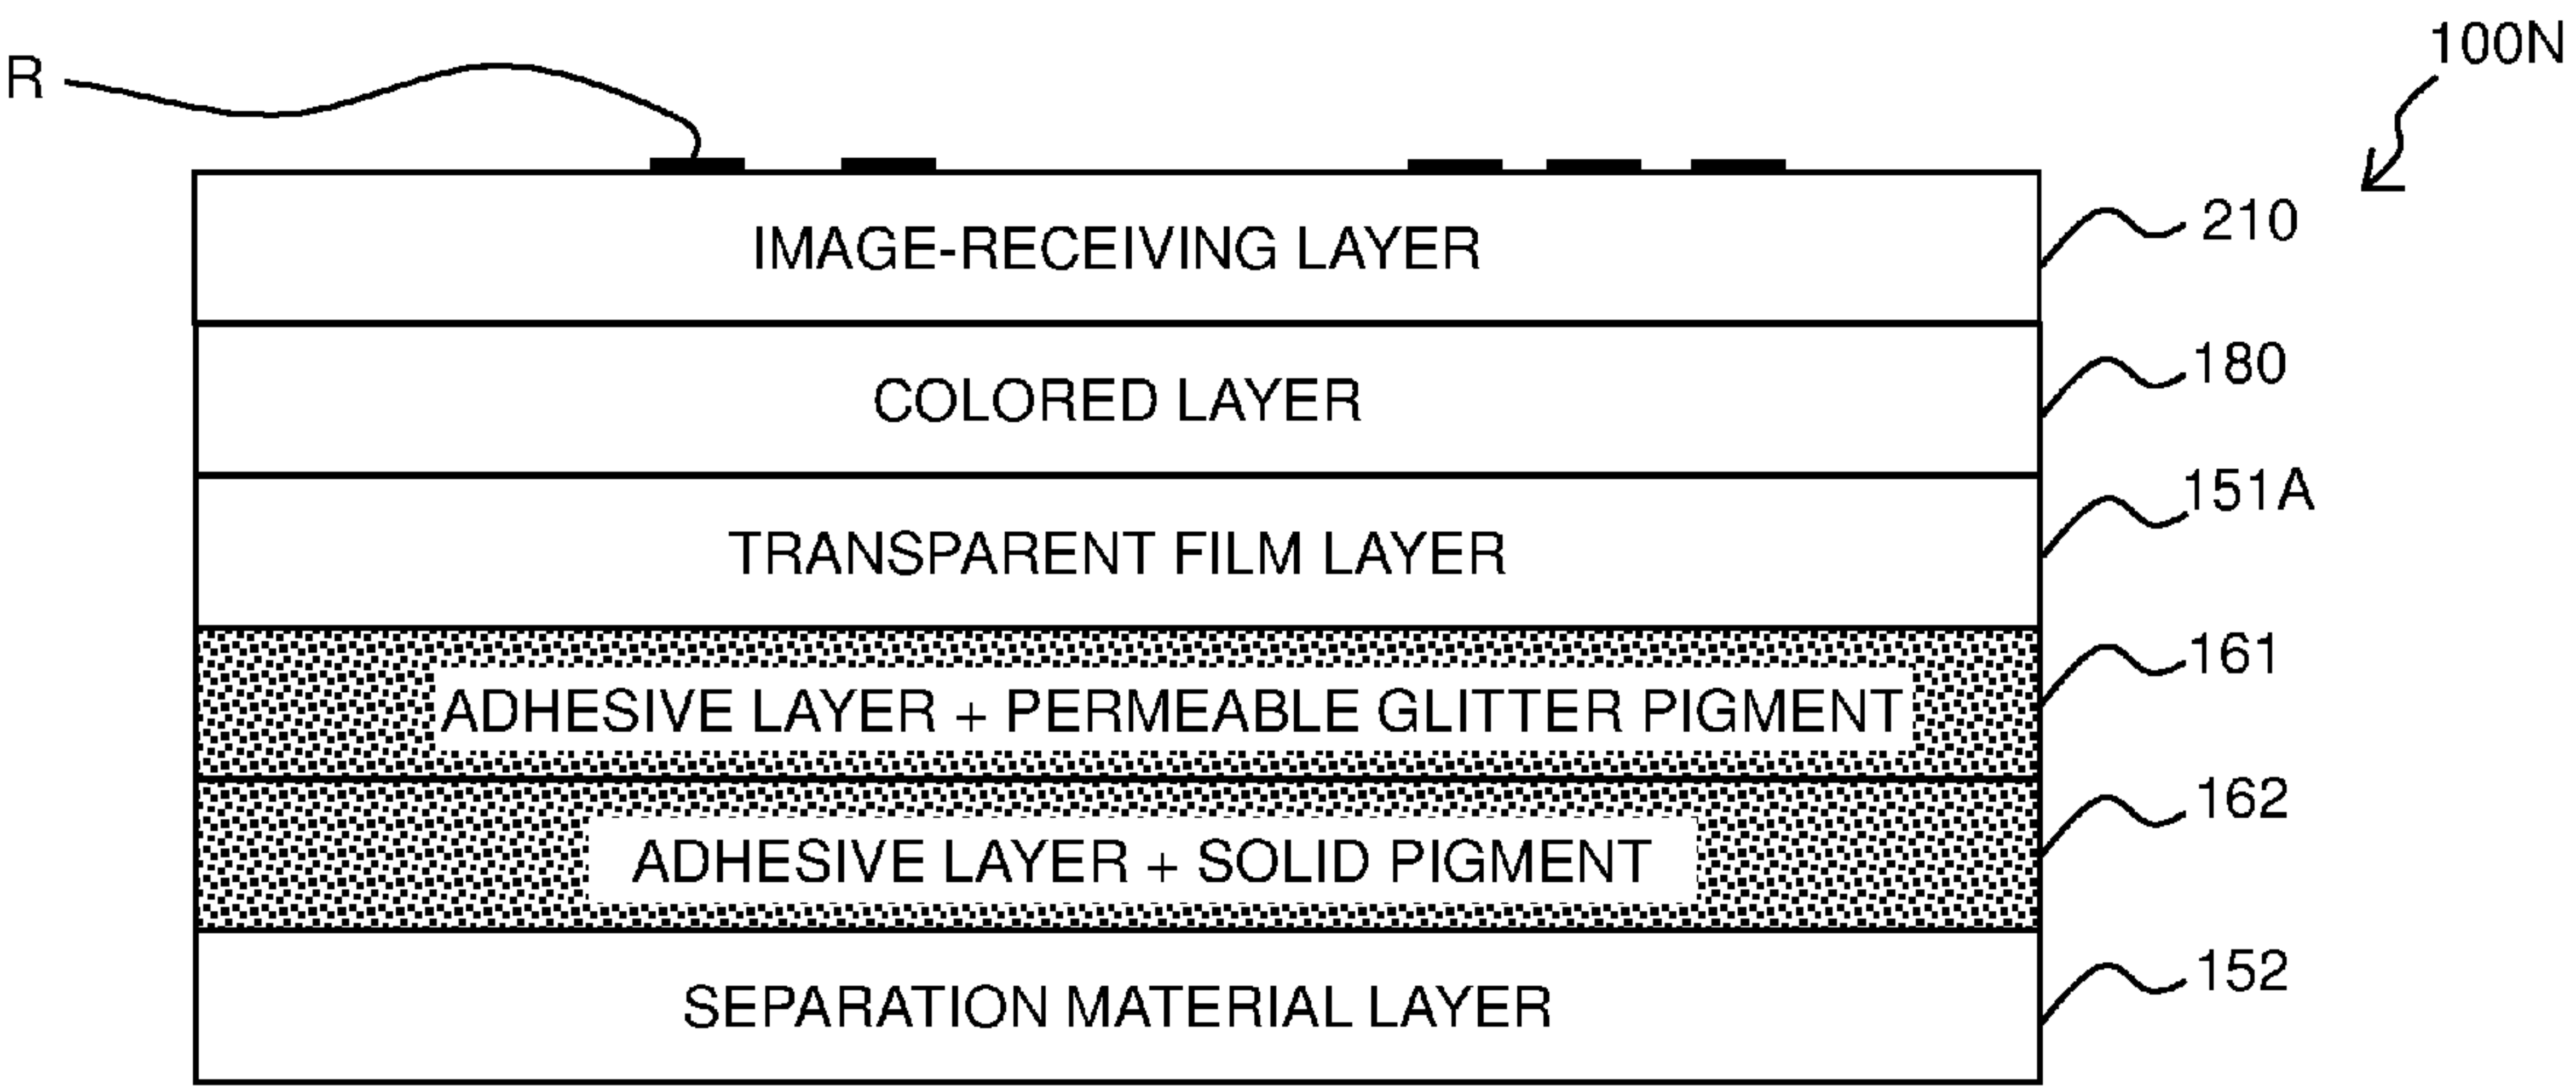 100N
R
IMAGE-RECEIVING LAYER 210
COLORED LAYER 180
TRANSPARENT FILM LAYER 151A
ADHESIVE LAYER + PERMEABLE GLITTER PIGMENT 161
ADHESIVE LAYER + SOLID PIGMENT 162
SEPARATION MATERIAL LAYER 152